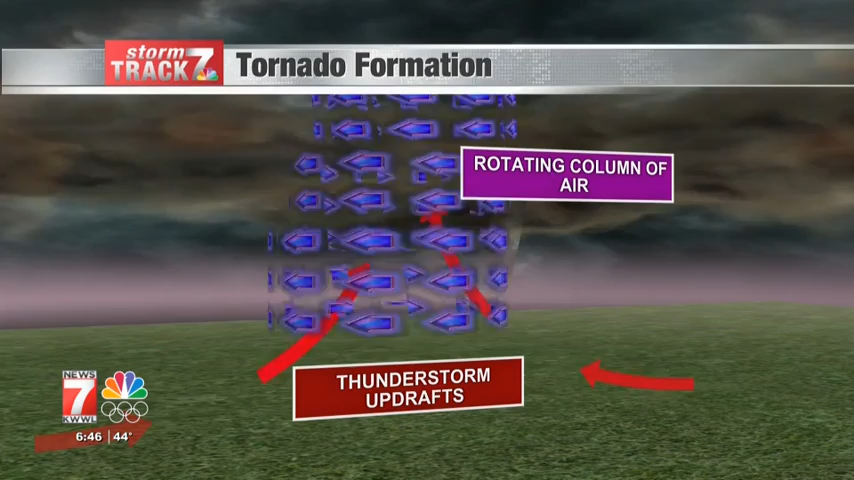 storm
TRACK 7
Tornado Formation
ROTATING COLUMN OF
AIR
THUNDERSTORM
UPDRAFTS
NEWS
7
KWWL
6:46 | 44°